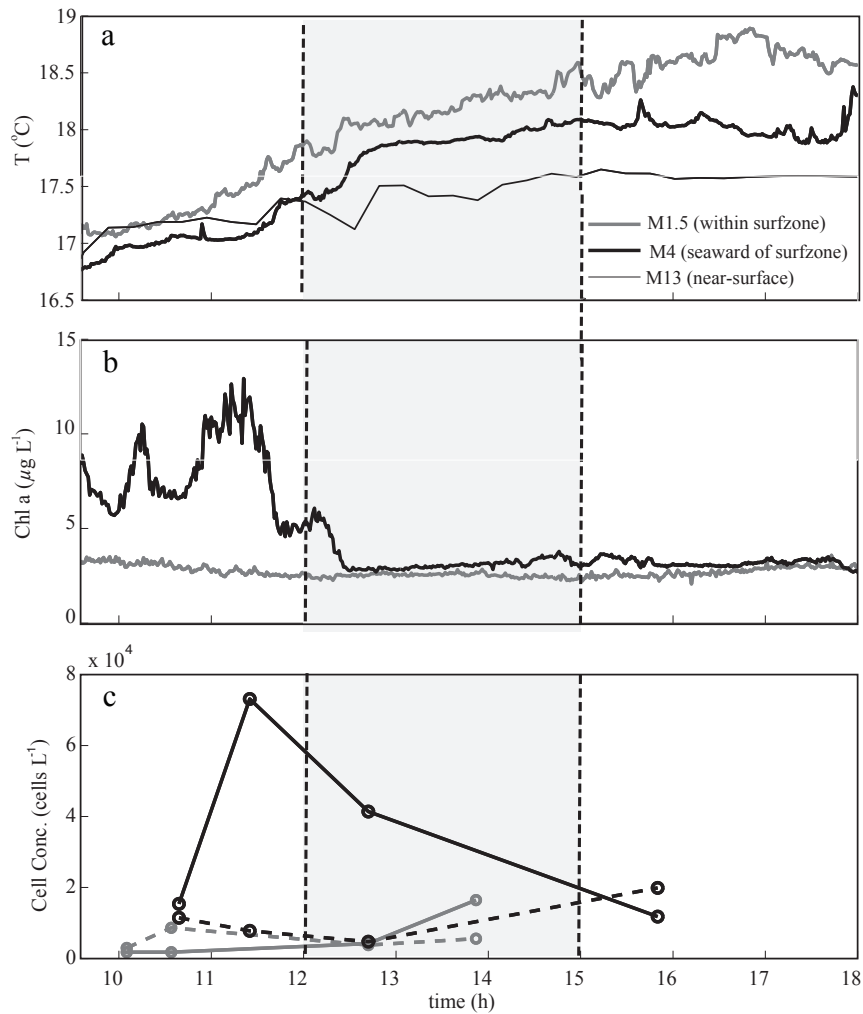 a
19
18.5
18
17.5
17
16.5
T (°C)
M1.5 (within surfzone)
M4 (seaward of surfzone)
M13 (near-surface)
b
15
10
5
0
Chl a (µg L⁻¹)
x 10⁴
c
8
6
4
2
0
Cell Conc. (cells L⁻¹)
10 11 12 13 14 15 16 17 18
time (h)